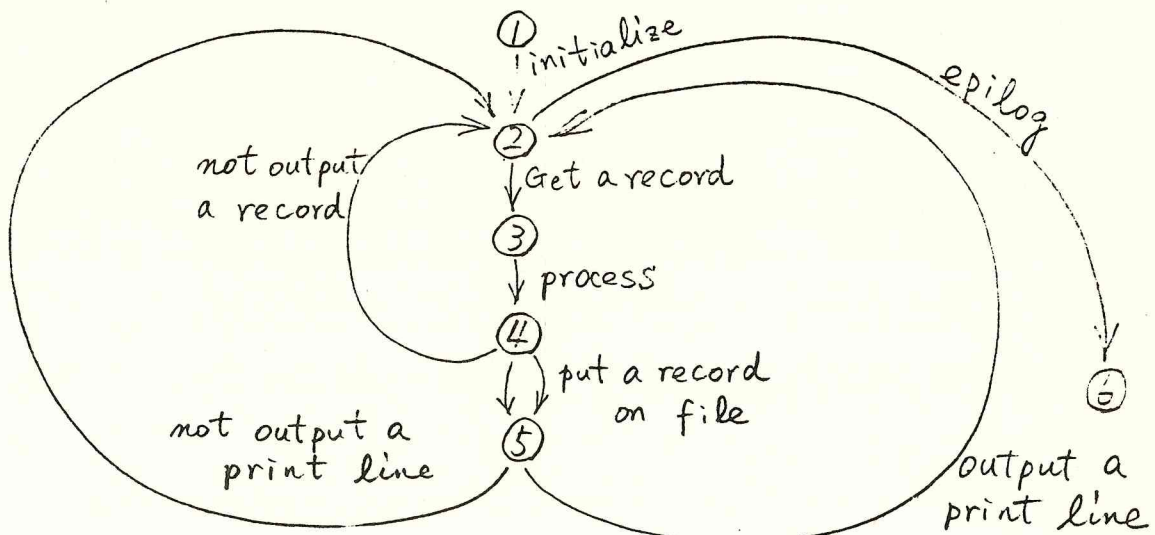 1
initialize
epilog
2
not output
a record
Get a record
3
process
4
put a record
on file
6
not output a
print line
5
output a
print line